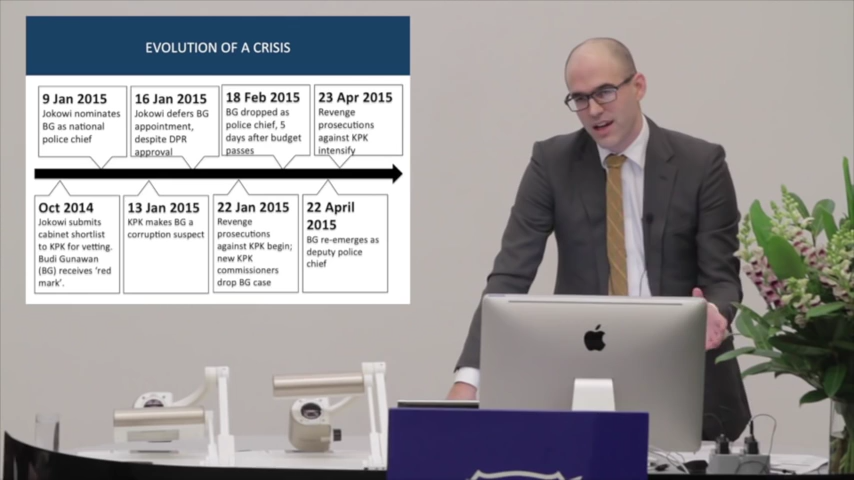 EVOLUTION OF A CRISIS
9 Jan 2015
Jokowi nominates
BG as national
police chief
16 Jan 2015
Jokowi defers BG
appointment,
despite DPR
approval
18 Feb 2015
BG dropped as
police chief, 5
days after budget
passes
23 Apr 2015
Revenge
prosecutions
against KPK
intensify
Oct 2014
Jokowi submits
cabinet shortlist
to KPK for vetting.
Budi Gunawan
(BG) receives ‘red
mark’.
13 Jan 2015
KPK makes BG a
corruption suspect
22 Jan 2015
Revenge
prosecutions
against KPK begin;
new KPK
commissioners
drop BG case
22 April
2015
BG re-emerges as
deputy police
chief